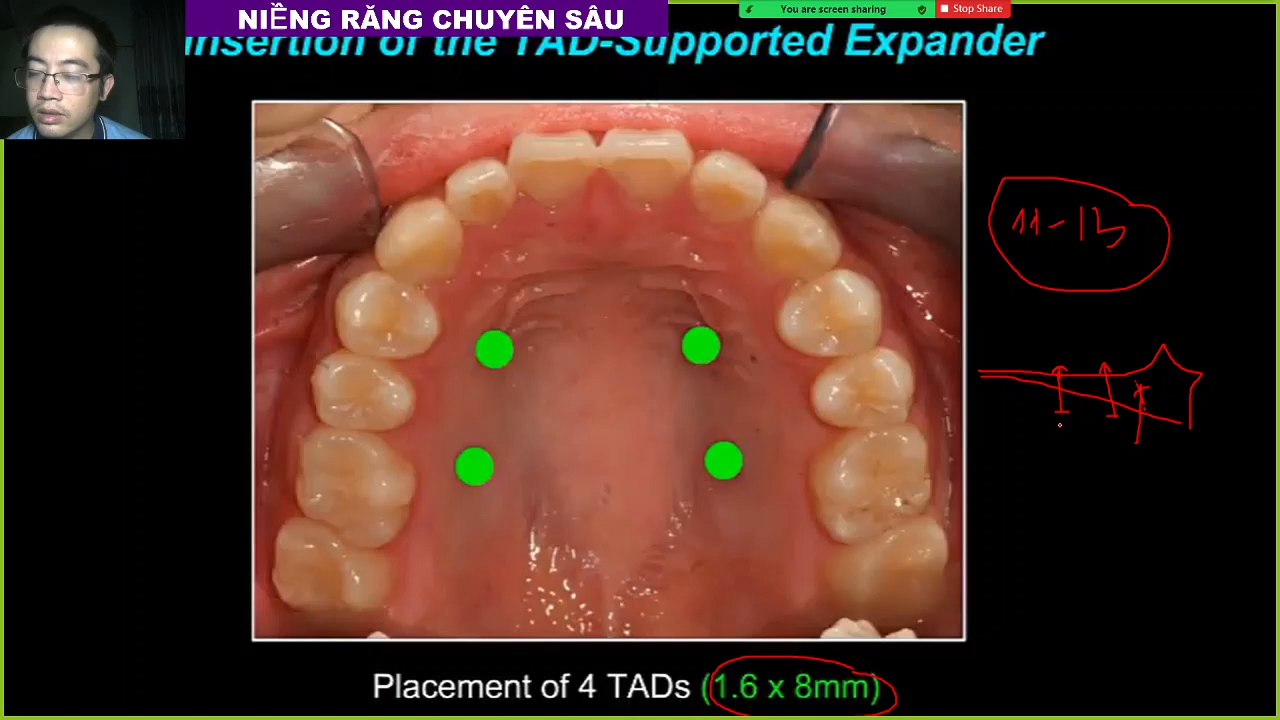 NIỀNG RĂNG CHUYÊN SÂU
You are screen sharing
Stop Share
Insertion of the TAD-Supported Expander
11-13
Placement of 4 TADs (1.6 x 8mm)